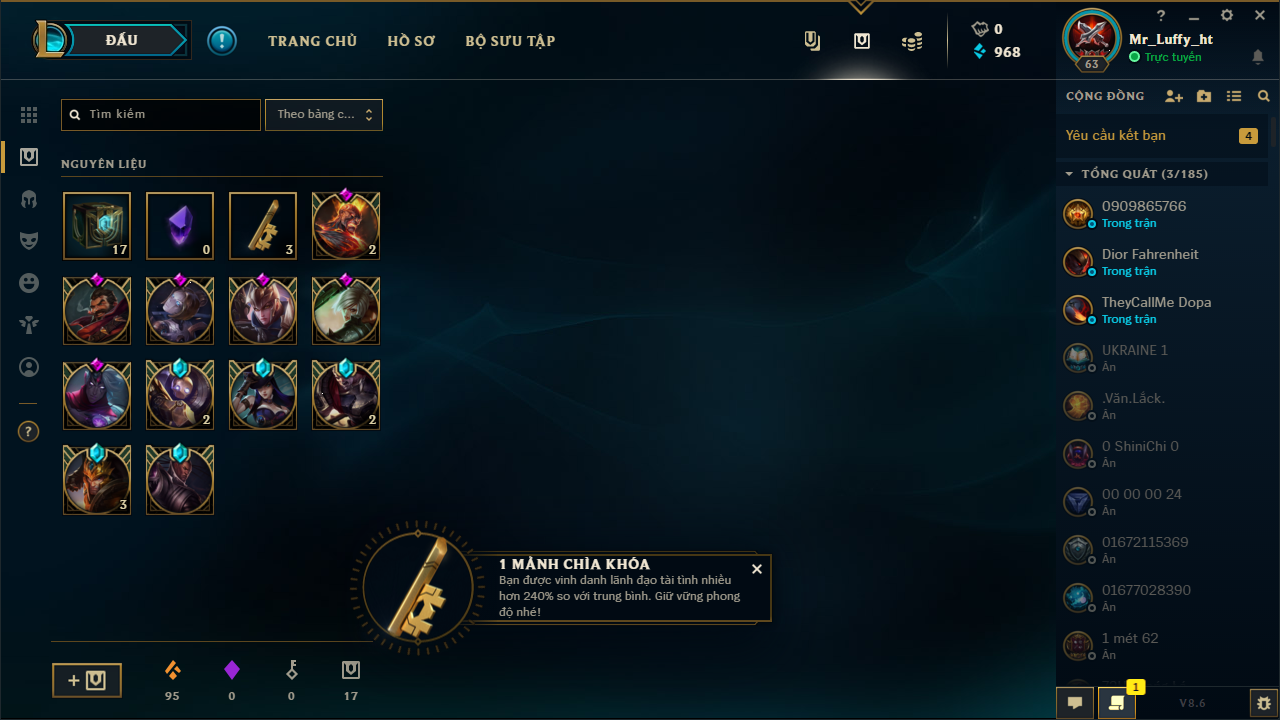 ĐẤU
TRANG CHỦ
HỒ SƠ
BỘ SƯU TẬP
0
968
63
Mr_Luffy_ht
Trực tuyến
Tìm kiếm
Theo bảng c...
NGUYÊN LIỆU
17
0
3
2
2
2
3
1 MẢNH CHÌA KHÓA
Bạn được vinh danh lãnh đạo tài tình nhiều
hơn 240% so với trung bình. Giữ vững phong
độ nhé!
95
0
0
17
CỘNG ĐỒNG
Yêu cầu kết bạn
4
TỔNG QUÁT (3/185)
0909865766
Trong trận
Dior Fahrenheit
Trong trận
TheyCallMe Dopa
Trong trận
UKRAINE 1
Ẩn
.Văn.Lắck.
Ẩn
0 ShiniChi 0
Ẩn
00 00 00 24
Ẩn
01672115369
Ẩn
01677028390
Ẩn
1 mét 62
Ẩn
1
V8.6